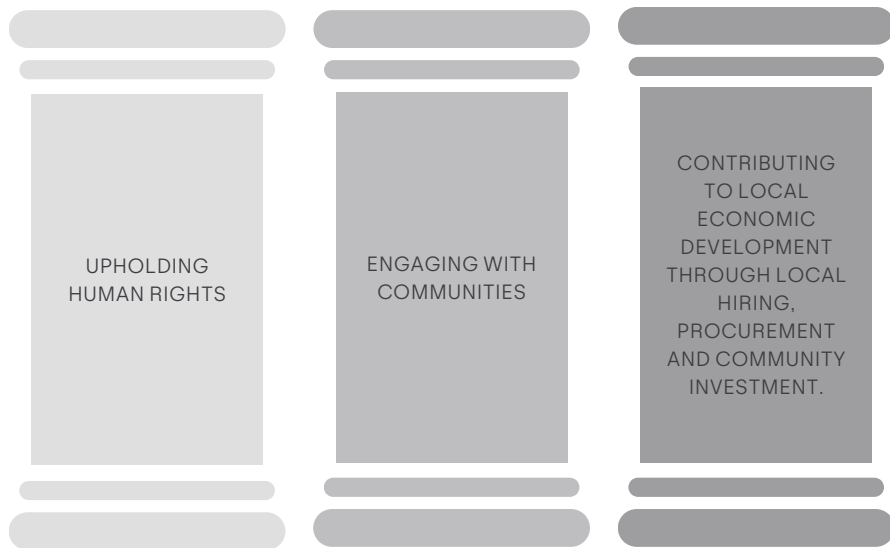 UPHOLDING
HUMAN RIGHTS
ENGAGING WITH
COMMUNITIES
CONTRIBUTING
TO LOCAL
ECONOMIC
DEVELOPMENT
THROUGH LOCAL
HIRING,
PROCUREMENT
AND COMMUNITY
INVESTMENT.